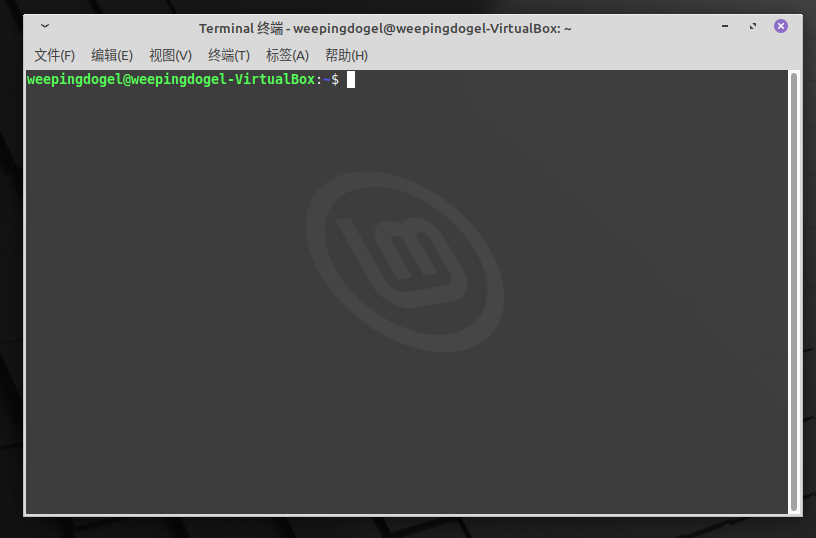 Terminal 终端 - weepingdogel@weepingdogel-VirtualBox: ~
文件(F) 编辑(E) 视图(V) 终端(T) 标签(A) 帮助(H)
weepingdogel@weepingdogel-VirtualBox:~$